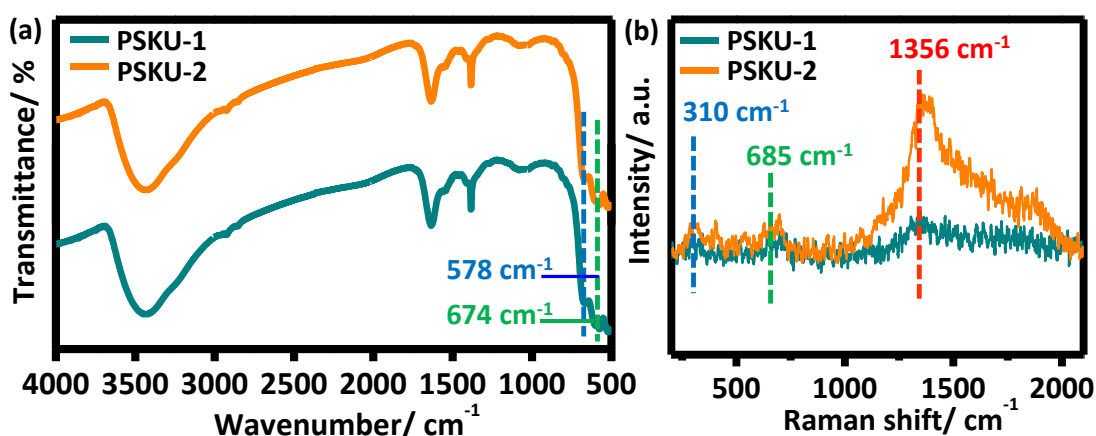 (a)
PSKU-1
PSKU-2
Transmittance/ %
578 cm⁻¹
674 cm⁻¹
4000 3500 3000 2500 2000 1500 1000 500
Wavenumber/ cm⁻¹
(b)
PSKU-1
PSKU-2
1356 cm⁻¹
310 cm⁻¹
685 cm⁻¹
Intensity/ a.u.
500 1000 1500 2000
Raman shift/ cm⁻¹